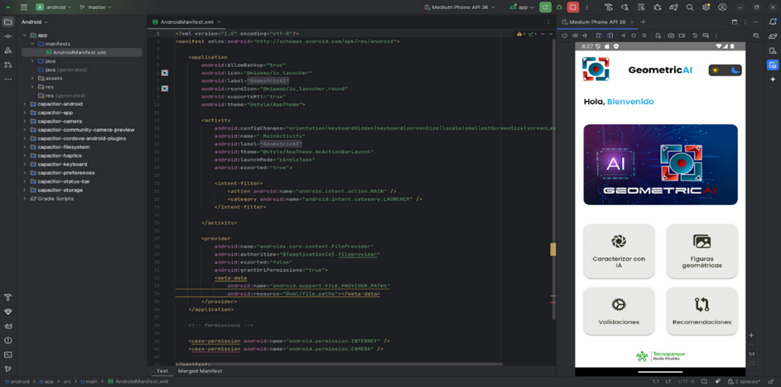 android
master
Medium Phone API 36
app
Android
AndroidManifest.xml
Medium Phone API 36
app
manifests
AndroidManifest.xml
java
java (generated)
assets
res
res (generated)
capacitor-android
capacitor-app
capacitor-camera
capacitor-community-camera-preview
capacitor-cordova-android-plugins
capacitor-filesystem
capacitor-haptics
capacitor-keyboard
capacitor-preferences
capacitor-status-bar
capacitor-storage
Gradle Scripts
<?xml version="1.0" encoding="utf-8"?>
<manifest xmlns:android="http://schemas.android.com/apk/res/android">
<application
android:allowBackup="true"
android:icon="@mipmap/ic_launcher"
android:label="GeometricAI"
android:roundIcon="@mipmap/ic_launcher_round"
android:supportsRtl="true"
android:theme="@style/AppTheme">
<activity
android:configChanges="orientation|keyboardHidden|keyboard|screenSize|locale|smallestScreenSize|screenLay
android:name=".MainActivity"
android:label="GeometricAI"
android:theme="@style/AppTheme.NoActionBarLaunch"
android:launchMode="singleTask"
android:exported="true">
<intent-filter>
<action android:name="android.intent.action.MAIN" />
<category android:name="android.intent.category.LAUNCHER" />
</intent-filter>
</activity>
<provider
android:name="androidx.core.content.FileProvider"
android:authorities="${applicationId}.fileprovider"
android:exported="false"
android:grantUriPermissions="true">
<meta-data
android:name="android.support.FILE_PROVIDER_PATHS"
android:resource="@xml/file_paths"></meta-data>
</provider>
</application>
<!-- Permissions -->
<uses-permission android:name="android.permission.INTERNET" />
<uses-permission android:name="android.permission.CAMERA" />
</manifest>
Text Merged Manifest
8:27
GeometricAI
Hola, Bienvenido
AI
GEOMETRICAI
Caracterizar con
IA
Figuras
geométricas
Validaciones
Recomendaciones
Tecnoparque
android > app > src > main > AndroidManifest.xml
1:1 LF UTF-8 2 spaces*